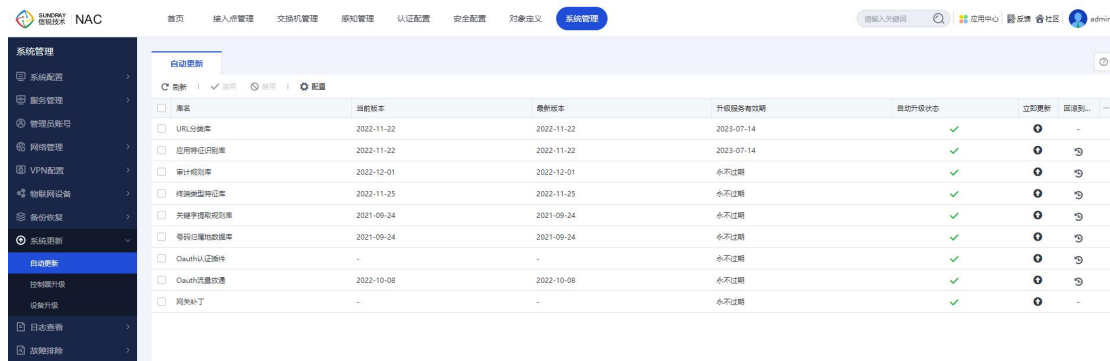 SUNDRAY 信锐技术 NAC 首页 接入点管理 交换机管理 感知管理 认证配置 安全配置 对象定义 系统管理 请输入关键词 应用中心 反馈 社区 admin
系统管理
自动更新
系统配置
刷新 启用 禁用 配置
服务管理
库名 当前版本 最新版本 升级服务有效期 自动升级状态 立即更新 回滚到... ...
管理员账号
URL分类库 2022-11-22 2022-11-22 2023-07-14 -
网络管理
应用特征识别库 2022-11-22 2022-11-22 2023-07-14
VPN配置
审计规则库 2022-12-01 2022-12-01 永不过期
物联网设备
终端类型特征库 2022-11-25 2022-11-25 永不过期
备份恢复
关键字提取规则库 2021-09-24 2021-09-24 永不过期
系统更新
号码归属地数据库 2021-09-24 2021-09-24 永不过期
自动更新
Oauth认证插件 - - 永不过期
控制器升级
Oauth流量放通 2022-10-08 2022-10-08 永不过期
设备升级
网关补丁 - - 永不过期 -
日志查看
故障排除